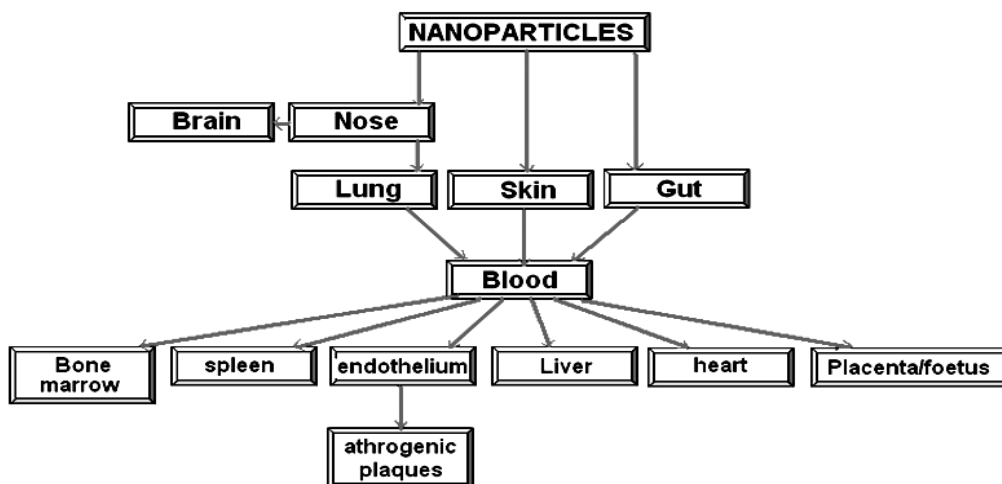 NANOPARTICLES
Brain
Nose
Lung
Skin
Gut
Blood
Bone
marrow
spleen
endothelium
Liver
heart
Placenta/foetus
athrogenic
plaques